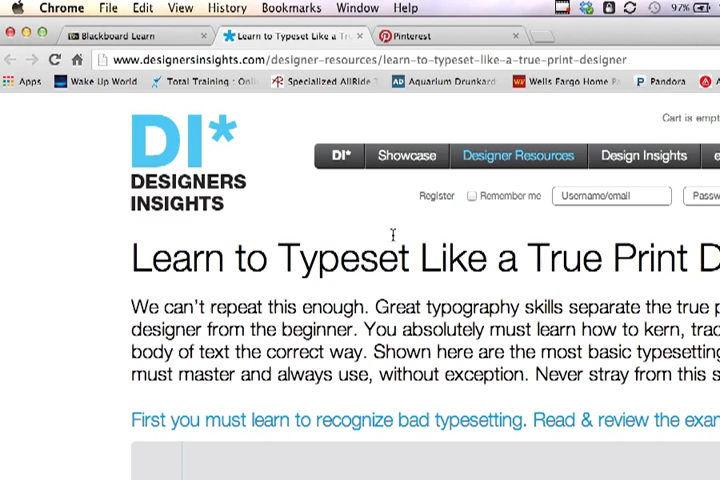 Chrome File Edit View History Bookmarks Window Help 97%
Blackboard Learn × Learn to Typeset Like a Tr × Pinterest ×
www.designersinsights.com/designer-resources/learn-to-typeset-like-a-true-print-designer
Apps Wake Up World Total Training : Onli Specialized AllRide T AD Aquarium Drunkard WF Wells Fargo Home P Pandora
Cart is empt
DI*
DESIGNERS
INSIGHTS
DI* Showcase Designer Resources Design Insights e
Register Remember me Username/email Passw
Learn to Typeset Like a True Print D
We can't repeat this enough. Great typography skills separate the true p
designer from the beginner. You absolutely must learn how to kern, trac
body of text the correct way. Shown here are the most basic typesetting
must master and always use, without exception. Never stray from this s
First you must learn to recognize bad typesetting. Read & review the exar